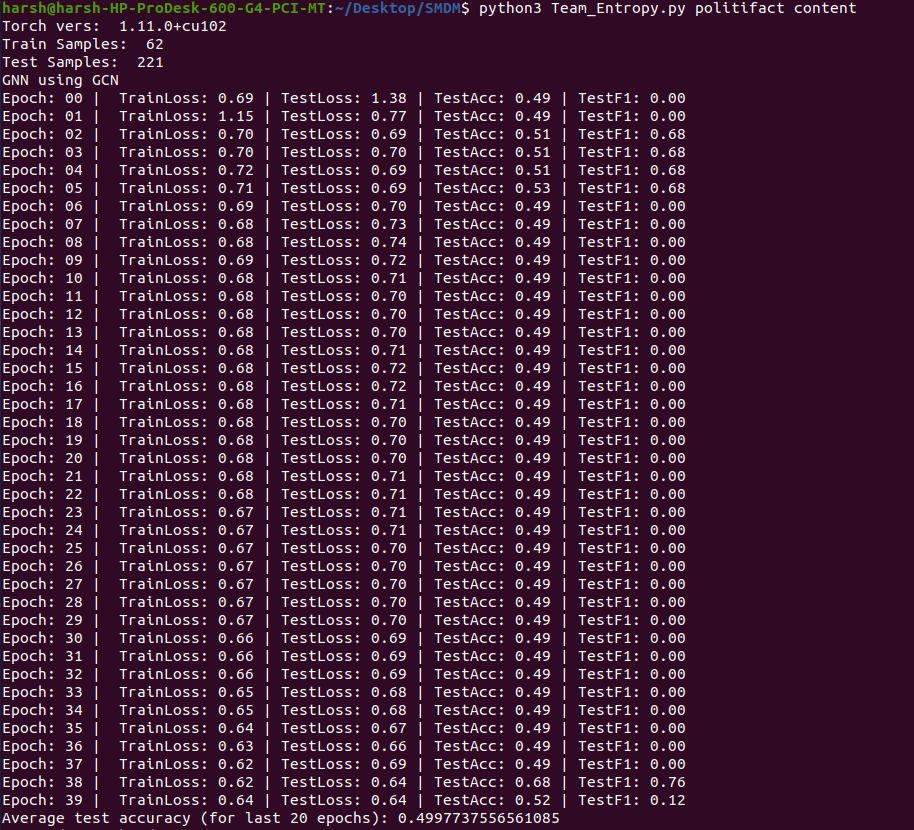 harsh@harsh-HP-ProDesk-600-G4-PCI-MT:~/Desktop/SMDM$ python3 Team_Entropy.py politifact content
Torch vers:  1.11.0+cu102
Train Samples:  62
Test Samples:  221
GNN using GCN
Epoch: 00 |  TrainLoss: 0.69 | TestLoss: 1.38 | TestAcc: 0.49 | TestF1: 0.00
Epoch: 01 |  TrainLoss: 1.15 | TestLoss: 0.77 | TestAcc: 0.49 | TestF1: 0.00
Epoch: 02 |  TrainLoss: 0.70 | TestLoss: 0.69 | TestAcc: 0.51 | TestF1: 0.68
Epoch: 03 |  TrainLoss: 0.70 | TestLoss: 0.70 | TestAcc: 0.51 | TestF1: 0.68
Epoch: 04 |  TrainLoss: 0.72 | TestLoss: 0.69 | TestAcc: 0.51 | TestF1: 0.68
Epoch: 05 |  TrainLoss: 0.71 | TestLoss: 0.69 | TestAcc: 0.53 | TestF1: 0.68
Epoch: 06 |  TrainLoss: 0.69 | TestLoss: 0.70 | TestAcc: 0.49 | TestF1: 0.00
Epoch: 07 |  TrainLoss: 0.68 | TestLoss: 0.73 | TestAcc: 0.49 | TestF1: 0.00
Epoch: 08 |  TrainLoss: 0.68 | TestLoss: 0.74 | TestAcc: 0.49 | TestF1: 0.00
Epoch: 09 |  TrainLoss: 0.69 | TestLoss: 0.72 | TestAcc: 0.49 | TestF1: 0.00
Epoch: 10 |  TrainLoss: 0.68 | TestLoss: 0.71 | TestAcc: 0.49 | TestF1: 0.00
Epoch: 11 |  TrainLoss: 0.68 | TestLoss: 0.70 | TestAcc: 0.49 | TestF1: 0.00
Epoch: 12 |  TrainLoss: 0.68 | TestLoss: 0.70 | TestAcc: 0.49 | TestF1: 0.00
Epoch: 13 |  TrainLoss: 0.68 | TestLoss: 0.70 | TestAcc: 0.49 | TestF1: 0.00
Epoch: 14 |  TrainLoss: 0.68 | TestLoss: 0.71 | TestAcc: 0.49 | TestF1: 0.00
Epoch: 15 |  TrainLoss: 0.68 | TestLoss: 0.72 | TestAcc: 0.49 | TestF1: 0.00
Epoch: 16 |  TrainLoss: 0.68 | TestLoss: 0.72 | TestAcc: 0.49 | TestF1: 0.00
Epoch: 17 |  TrainLoss: 0.68 | TestLoss: 0.71 | TestAcc: 0.49 | TestF1: 0.00
Epoch: 18 |  TrainLoss: 0.68 | TestLoss: 0.70 | TestAcc: 0.49 | TestF1: 0.00
Epoch: 19 |  TrainLoss: 0.68 | TestLoss: 0.70 | TestAcc: 0.49 | TestF1: 0.00
Epoch: 20 |  TrainLoss: 0.68 | TestLoss: 0.70 | TestAcc: 0.49 | TestF1: 0.00
Epoch: 21 |  TrainLoss: 0.68 | TestLoss: 0.71 | TestAcc: 0.49 | TestF1: 0.00
Epoch: 22 |  TrainLoss: 0.68 | TestLoss: 0.71 | TestAcc: 0.49 | TestF1: 0.00
Epoch: 23 |  TrainLoss: 0.67 | TestLoss: 0.71 | TestAcc: 0.49 | TestF1: 0.00
Epoch: 24 |  TrainLoss: 0.67 | TestLoss: 0.71 | TestAcc: 0.49 | TestF1: 0.00
Epoch: 25 |  TrainLoss: 0.67 | TestLoss: 0.70 | TestAcc: 0.49 | TestF1: 0.00
Epoch: 26 |  TrainLoss: 0.67 | TestLoss: 0.70 | TestAcc: 0.49 | TestF1: 0.00
Epoch: 27 |  TrainLoss: 0.67 | TestLoss: 0.70 | TestAcc: 0.49 | TestF1: 0.00
Epoch: 28 |  TrainLoss: 0.67 | TestLoss: 0.70 | TestAcc: 0.49 | TestF1: 0.00
Epoch: 29 |  TrainLoss: 0.67 | TestLoss: 0.70 | TestAcc: 0.49 | TestF1: 0.00
Epoch: 30 |  TrainLoss: 0.66 | TestLoss: 0.69 | TestAcc: 0.49 | TestF1: 0.00
Epoch: 31 |  TrainLoss: 0.66 | TestLoss: 0.69 | TestAcc: 0.49 | TestF1: 0.00
Epoch: 32 |  TrainLoss: 0.66 | TestLoss: 0.69 | TestAcc: 0.49 | TestF1: 0.00
Epoch: 33 |  TrainLoss: 0.65 | TestLoss: 0.68 | TestAcc: 0.49 | TestF1: 0.00
Epoch: 34 |  TrainLoss: 0.65 | TestLoss: 0.68 | TestAcc: 0.49 | TestF1: 0.00
Epoch: 35 |  TrainLoss: 0.64 | TestLoss: 0.67 | TestAcc: 0.49 | TestF1: 0.00
Epoch: 36 |  TrainLoss: 0.63 | TestLoss: 0.66 | TestAcc: 0.49 | TestF1: 0.00
Epoch: 37 |  TrainLoss: 0.62 | TestLoss: 0.69 | TestAcc: 0.49 | TestF1: 0.00
Epoch: 38 |  TrainLoss: 0.62 | TestLoss: 0.64 | TestAcc: 0.68 | TestF1: 0.76
Epoch: 39 |  TrainLoss: 0.64 | TestLoss: 0.64 | TestAcc: 0.52 | TestF1: 0.12
Average test accuracy (for last 20 epochs): 0.4997737556561085